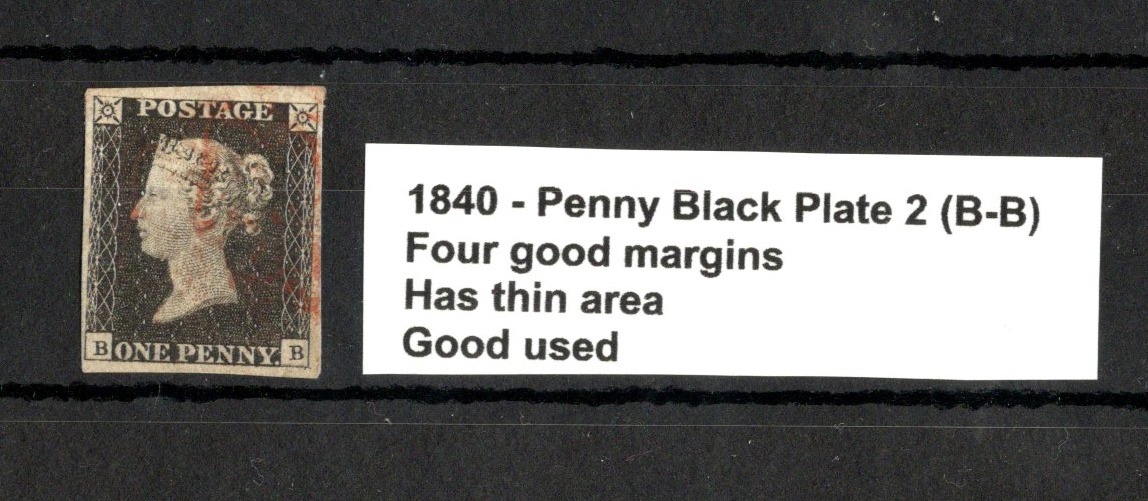 POSTAGE
B ONE PENNY. B
1840 - Penny Black Plate 2 (B-B)
Four good margins
Has thin area
Good used